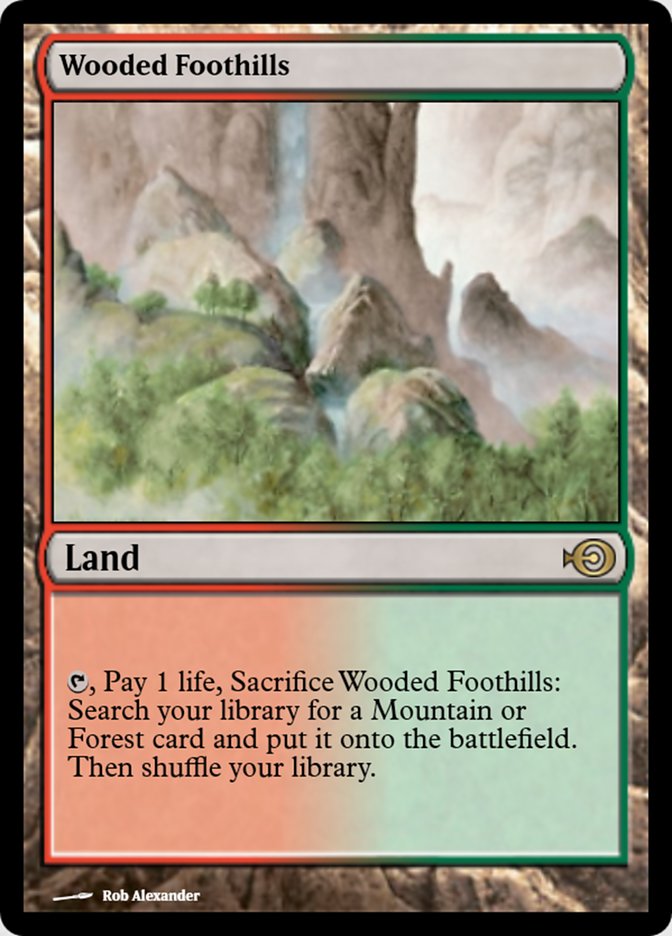 Wooded Foothills
Land
, Pay 1 life, Sacrifice Wooded Foothills:
Search your library for a Mountain or
Forest card and put it onto the battlefield.
Then shuffle your library.
Rob Alexander